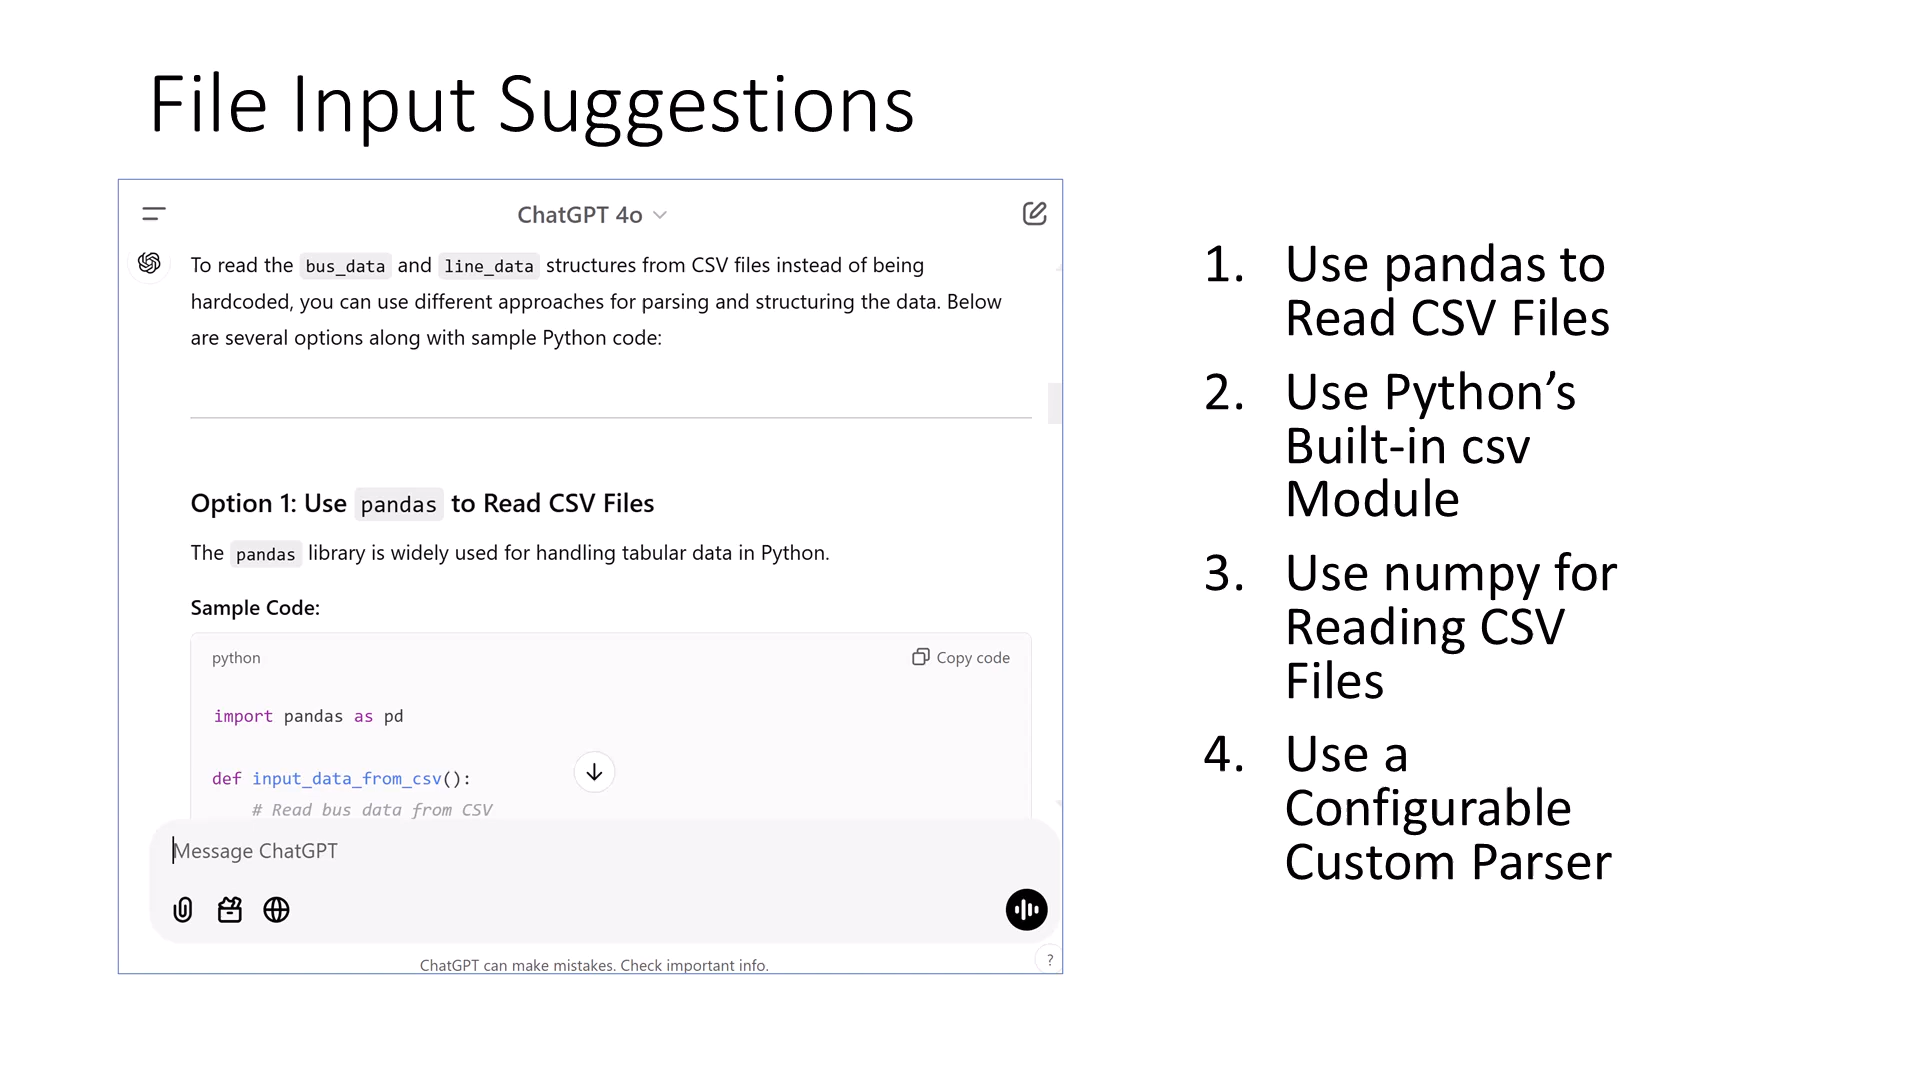 File Input Suggestions
ChatGPT 4o
To read the bus_data and line_data structures from CSV files instead of being
hardcoded, you can use different approaches for parsing and structuring the data. Below
are several options along with sample Python code:
Option 1: Use pandas to Read CSV Files
The pandas library is widely used for handling tabular data in Python.
Sample Code:
python
Copy code
import pandas as pd
def input_data_from_csv():
# Read bus data from CSV
Message ChatGPT
ChatGPT can make mistakes. Check important info.
?
1. Use pandas to
Read CSV Files
2. Use Python’s
Built-in csv
Module
3. Use numpy for
Reading CSV
Files
4. Use a
Configurable
Custom Parser